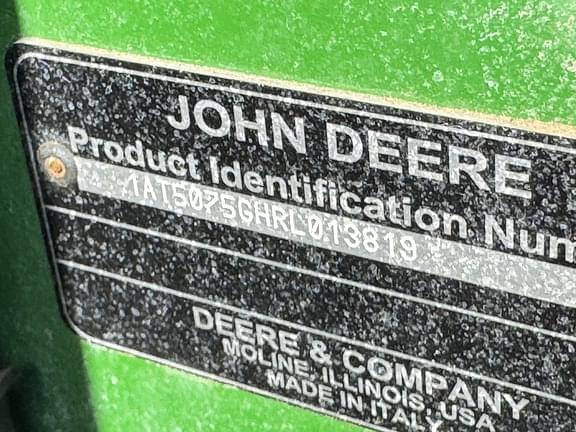 JOHN DEERE
Product Identification Num
1AT5075GHRL013819
DEERE & COMPANY
MOLINE, ILLINOIS, USA
MADE IN ITALY